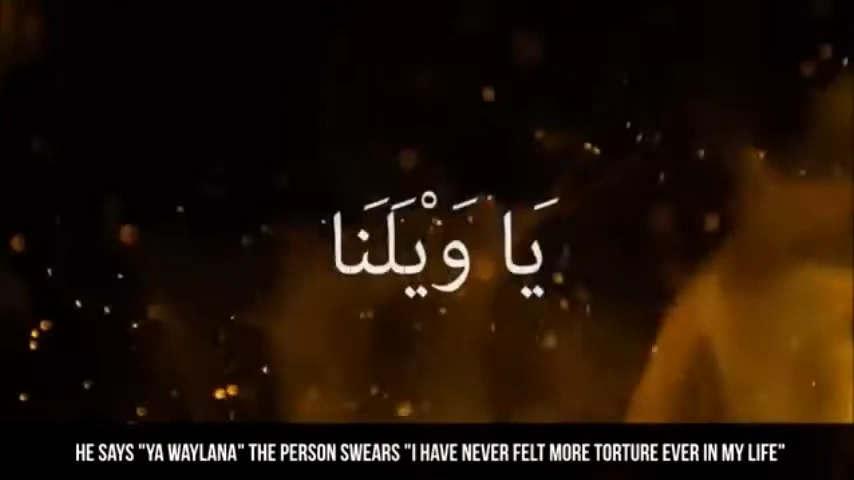 يَا وَيْلَنَا
HE SAYS "YA WAYLANA" THE PERSON SWEARS "I HAVE NEVER FELT MORE TORTURE EVER IN MY LIFE"